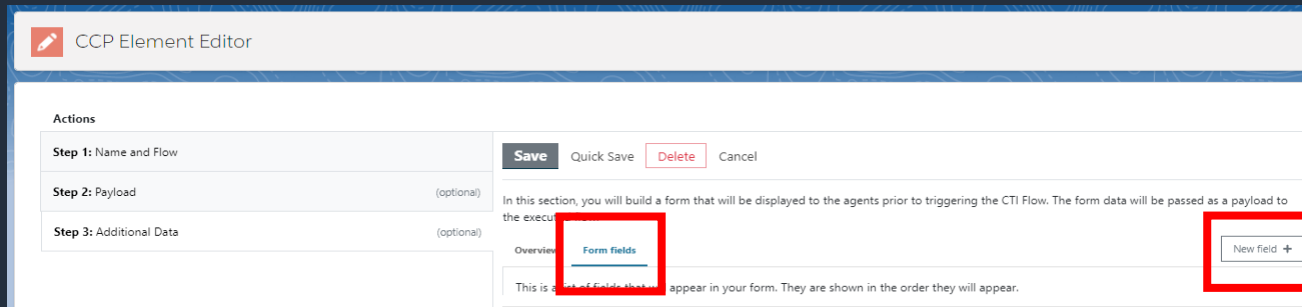 CCP Element Editor
Actions
Step 1: Name and Flow
Step 2: Payload (optional)
Step 3: Additional Data (optional)
Save Quick Save Delete Cancel
In this section, you will build a form that will be displayed to the agents prior to triggering the CTI Flow. The form data will be passed as a payload to
the
Overview Form fields New field +
This is a list of fields that will appear in your form. They are shown in the order they will appear.